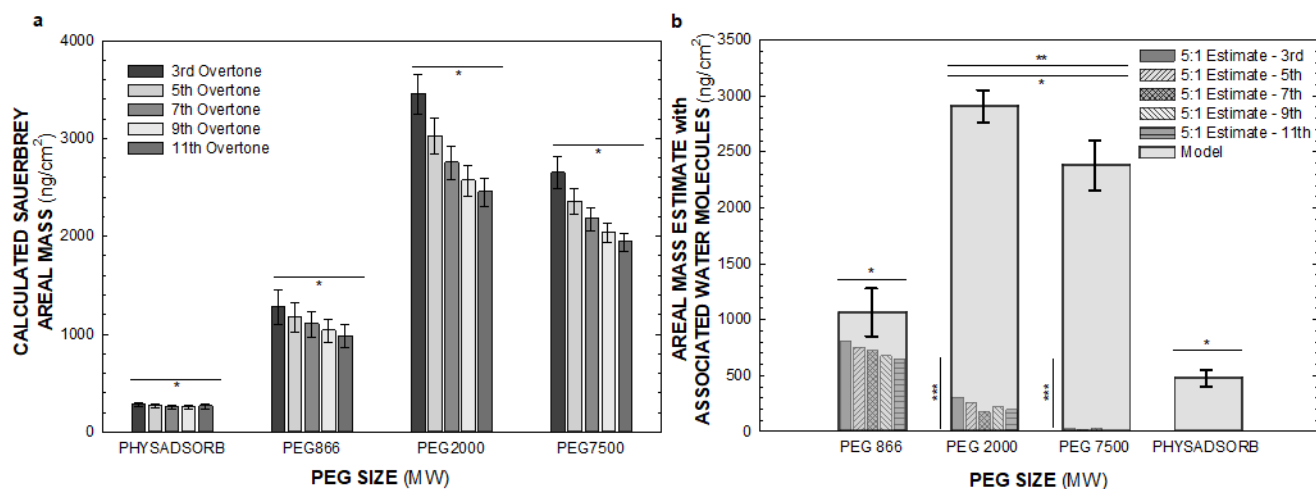 a
CALCULATED SAUERBREY
AREAL MASS (ng/cm²)
4000
3000
2000
1000
0
3rd Overtone
5th Overtone
7th Overtone
9th Overtone
11th Overtone
*
*
*
*
PHYSADSORB
PEG866
PEG2000
PEG7500
PEG SIZE (MW)
b
AREAL MASS ESTIMATE with
ASSOCIATED WATER MOLECULES (ng/cm²)
3500
3000
2500
2000
1500
1000
500
0
5:1 Estimate - 3rd
5:1 Estimate - 5th
5:1 Estimate - 7th
5:1 Estimate - 9th
5:1 Estimate - 11th
Model
**
*
*
***
***
*
PEG 866
PEG 2000
PEG 7500
PHYSADSORB
PEG SIZE (MW)